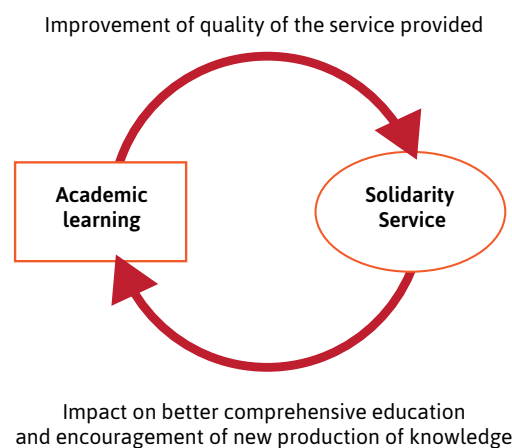 Improvement of quality of the service provided
Academic
learning
Solidarity
Service
Impact on better comprehensive education
and encouragement of new production of knowledge